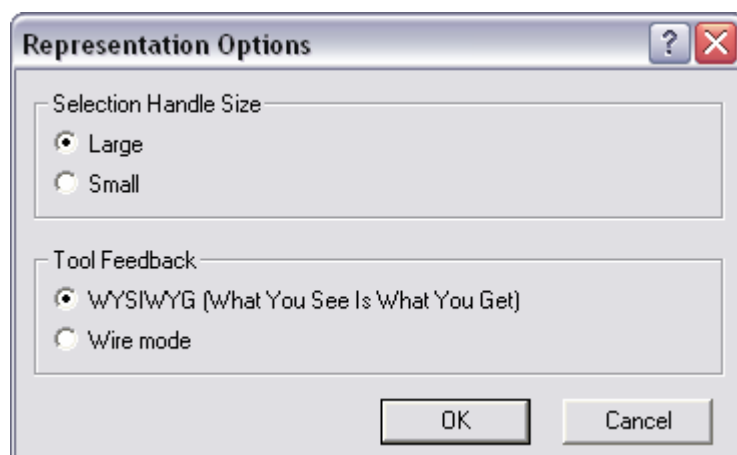 Representation Options
?
Selection Handle Size
Large
Small
Tool Feedback
WYSIWYG (What You See Is What You Get)
Wire mode
OK Cancel